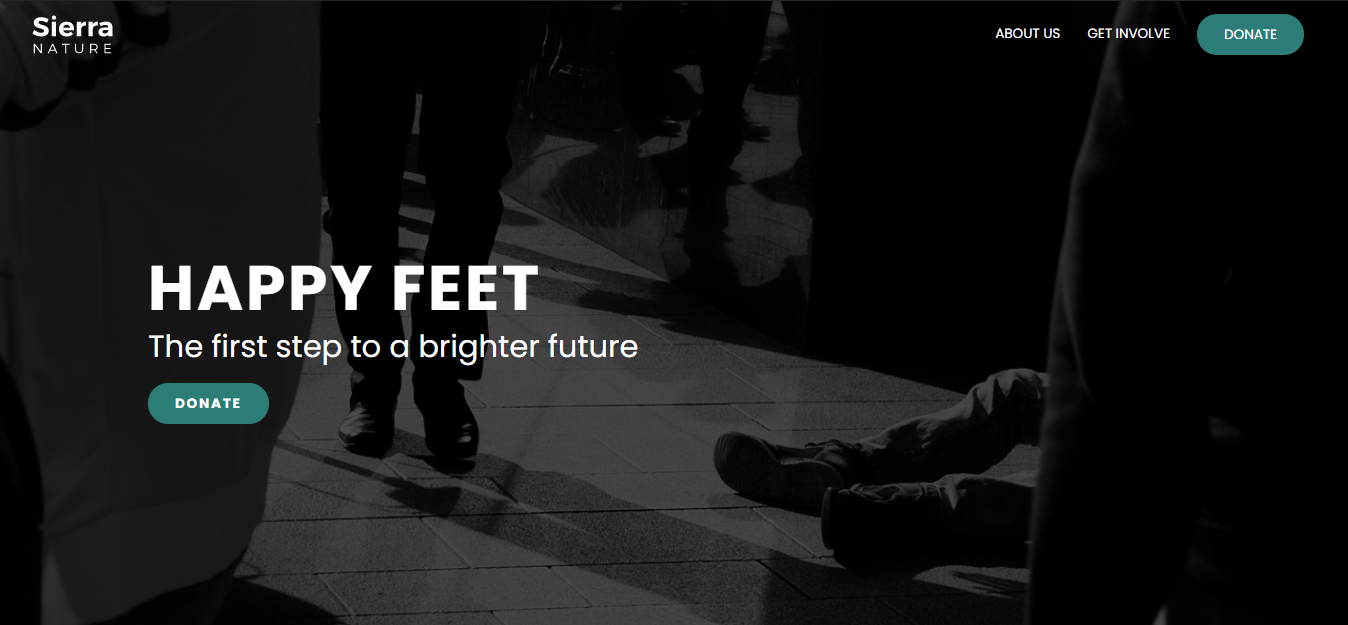 Sierra
NATURE
ABOUT US
GET INVOLVE
DONATE
HAPPY FEET
The first step to a brighter future
DONATE